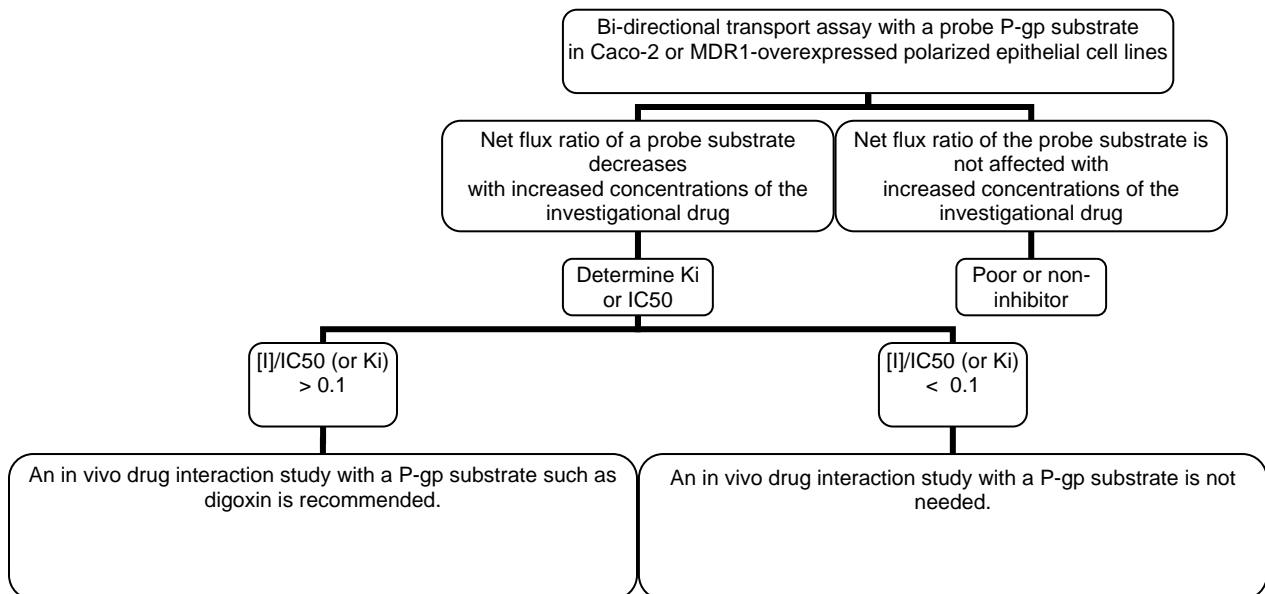 Bi-directional transport assay with a probe P-gp substrate
in Caco-2 or MDR1-overexpressed polarized epithelial cell lines
Net flux ratio of a probe substrate
decreases
with increased concentrations of the
investigational drug
Net flux ratio of the probe substrate is
not affected with
increased concentrations of the
investigational drug
Determine Ki
or IC50
Poor or non-
inhibitor
[I]/IC50 (or Ki)
> 0.1
[I]/IC50 (or Ki)
< 0.1
An in vivo drug interaction study with a P-gp substrate such as
digoxin is recommended.
An in vivo drug interaction study with a P-gp substrate is not
needed.